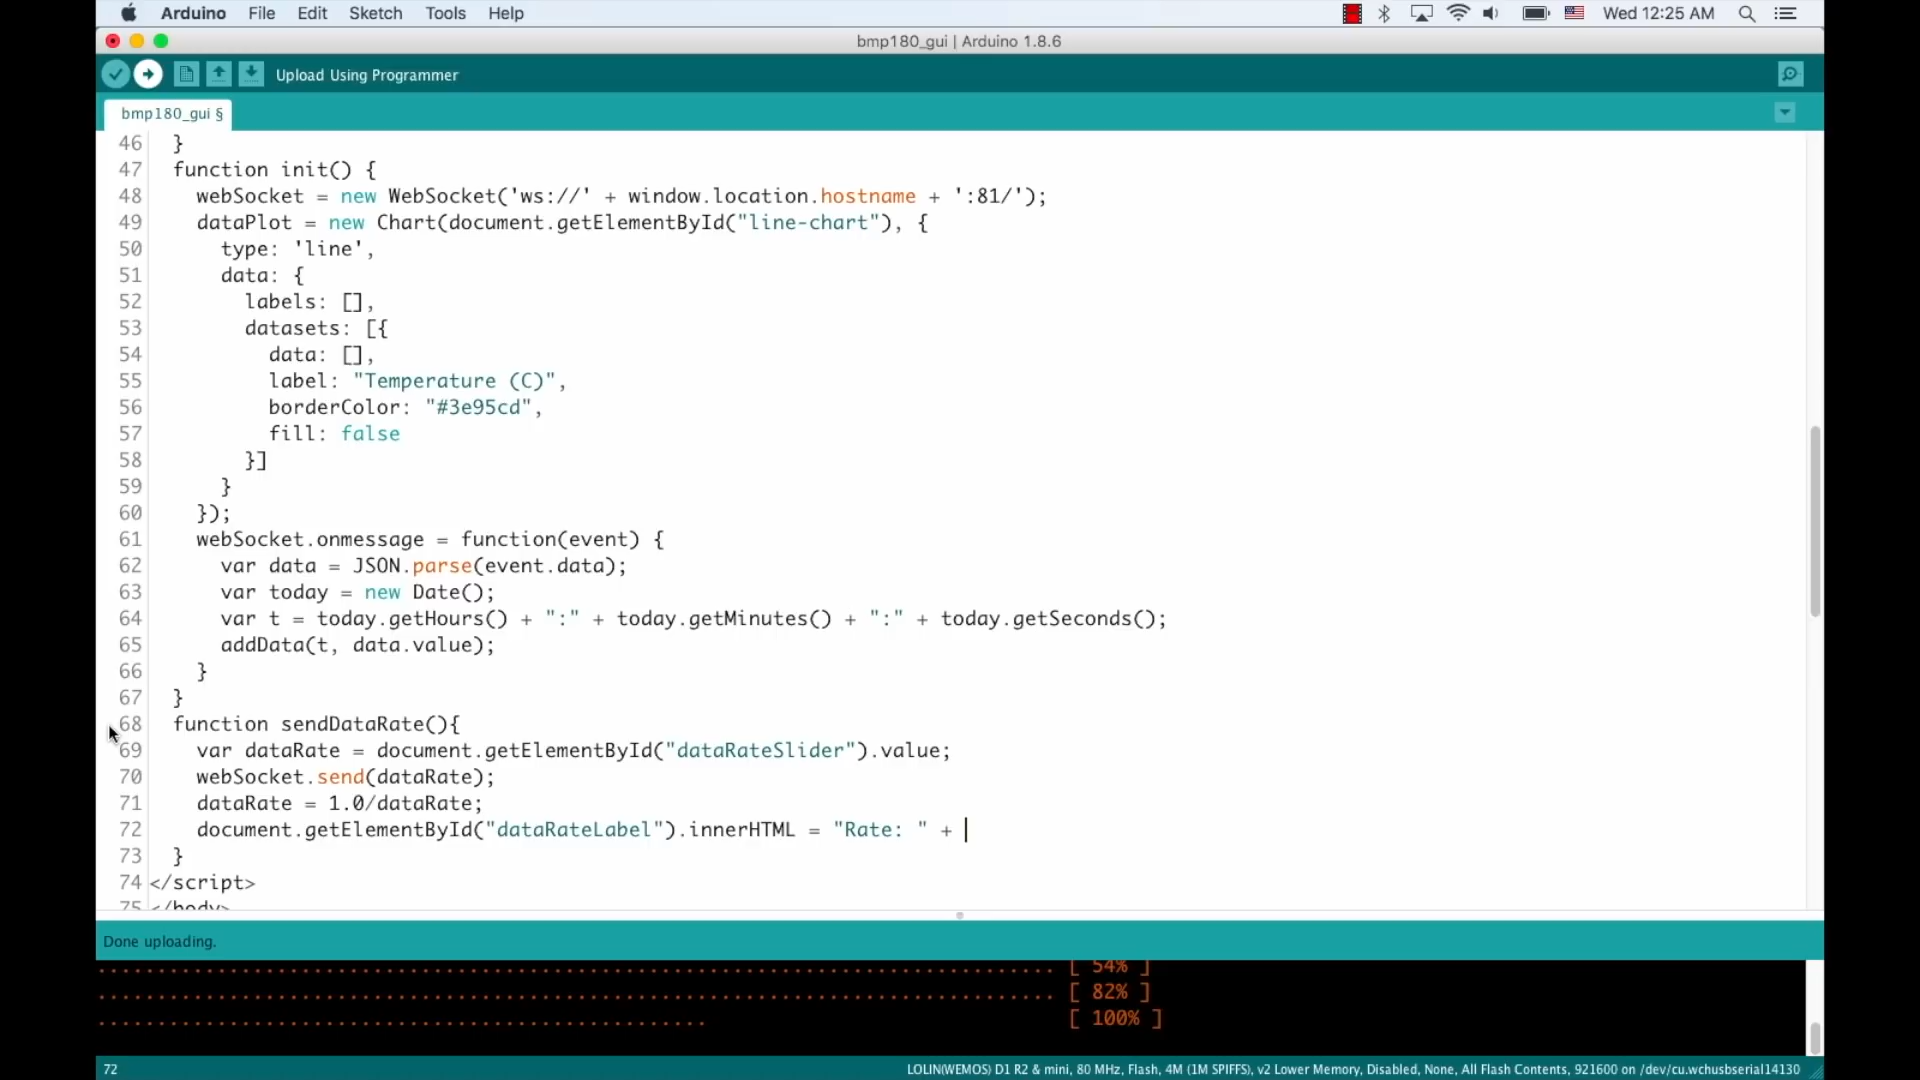 Arduino File Edit Sketch Tools Help Wed 12:25 AM
bmp180_gui | Arduino 1.8.6
Upload Using Programmer
bmp180_gui §
46 }
47 function init() {
48 webSocket = new WebSocket('ws://' + window.location.hostname + ':81/');
49 dataPlot = new Chart(document.getElementById("line-chart"), {
50 type: 'line',
51 data: {
52 labels: [],
53 datasets: [{
54 data: [],
55 label: "Temperature (C)",
56 borderColor: "#3e95cd",
57 fill: false
58 }]
59 }
60 });
61 webSocket.onmessage = function(event) {
62 var data = JSON.parse(event.data);
63 var today = new Date();
64 var t = today.getHours() + ":" + today.getMinutes() + ":" + today.getSeconds();
65 addData(t, data.value);
66 }
67 }
68 function sendDataRate(){
69 var dataRate = document.getElementById("dataRateSlider").value;
70 webSocket.send(dataRate);
71 dataRate = 1.0/dataRate;
72 document.getElementById("dataRateLabel").innerHTML = "Rate: " +
73 }
74 </script>
75 </body>
Done uploading.
................................................................................ [ 54% ]
................................................................................ [ 82% ]
................................................... [ 100% ]
72 LOLIN(WEMOS) D1 R2 & mini, 80 MHz, Flash, 4M (1M SPIFFS), v2 Lower Memory, Disabled, None, All Flash Contents, 921600 on /dev/cu.wchusbserial14130